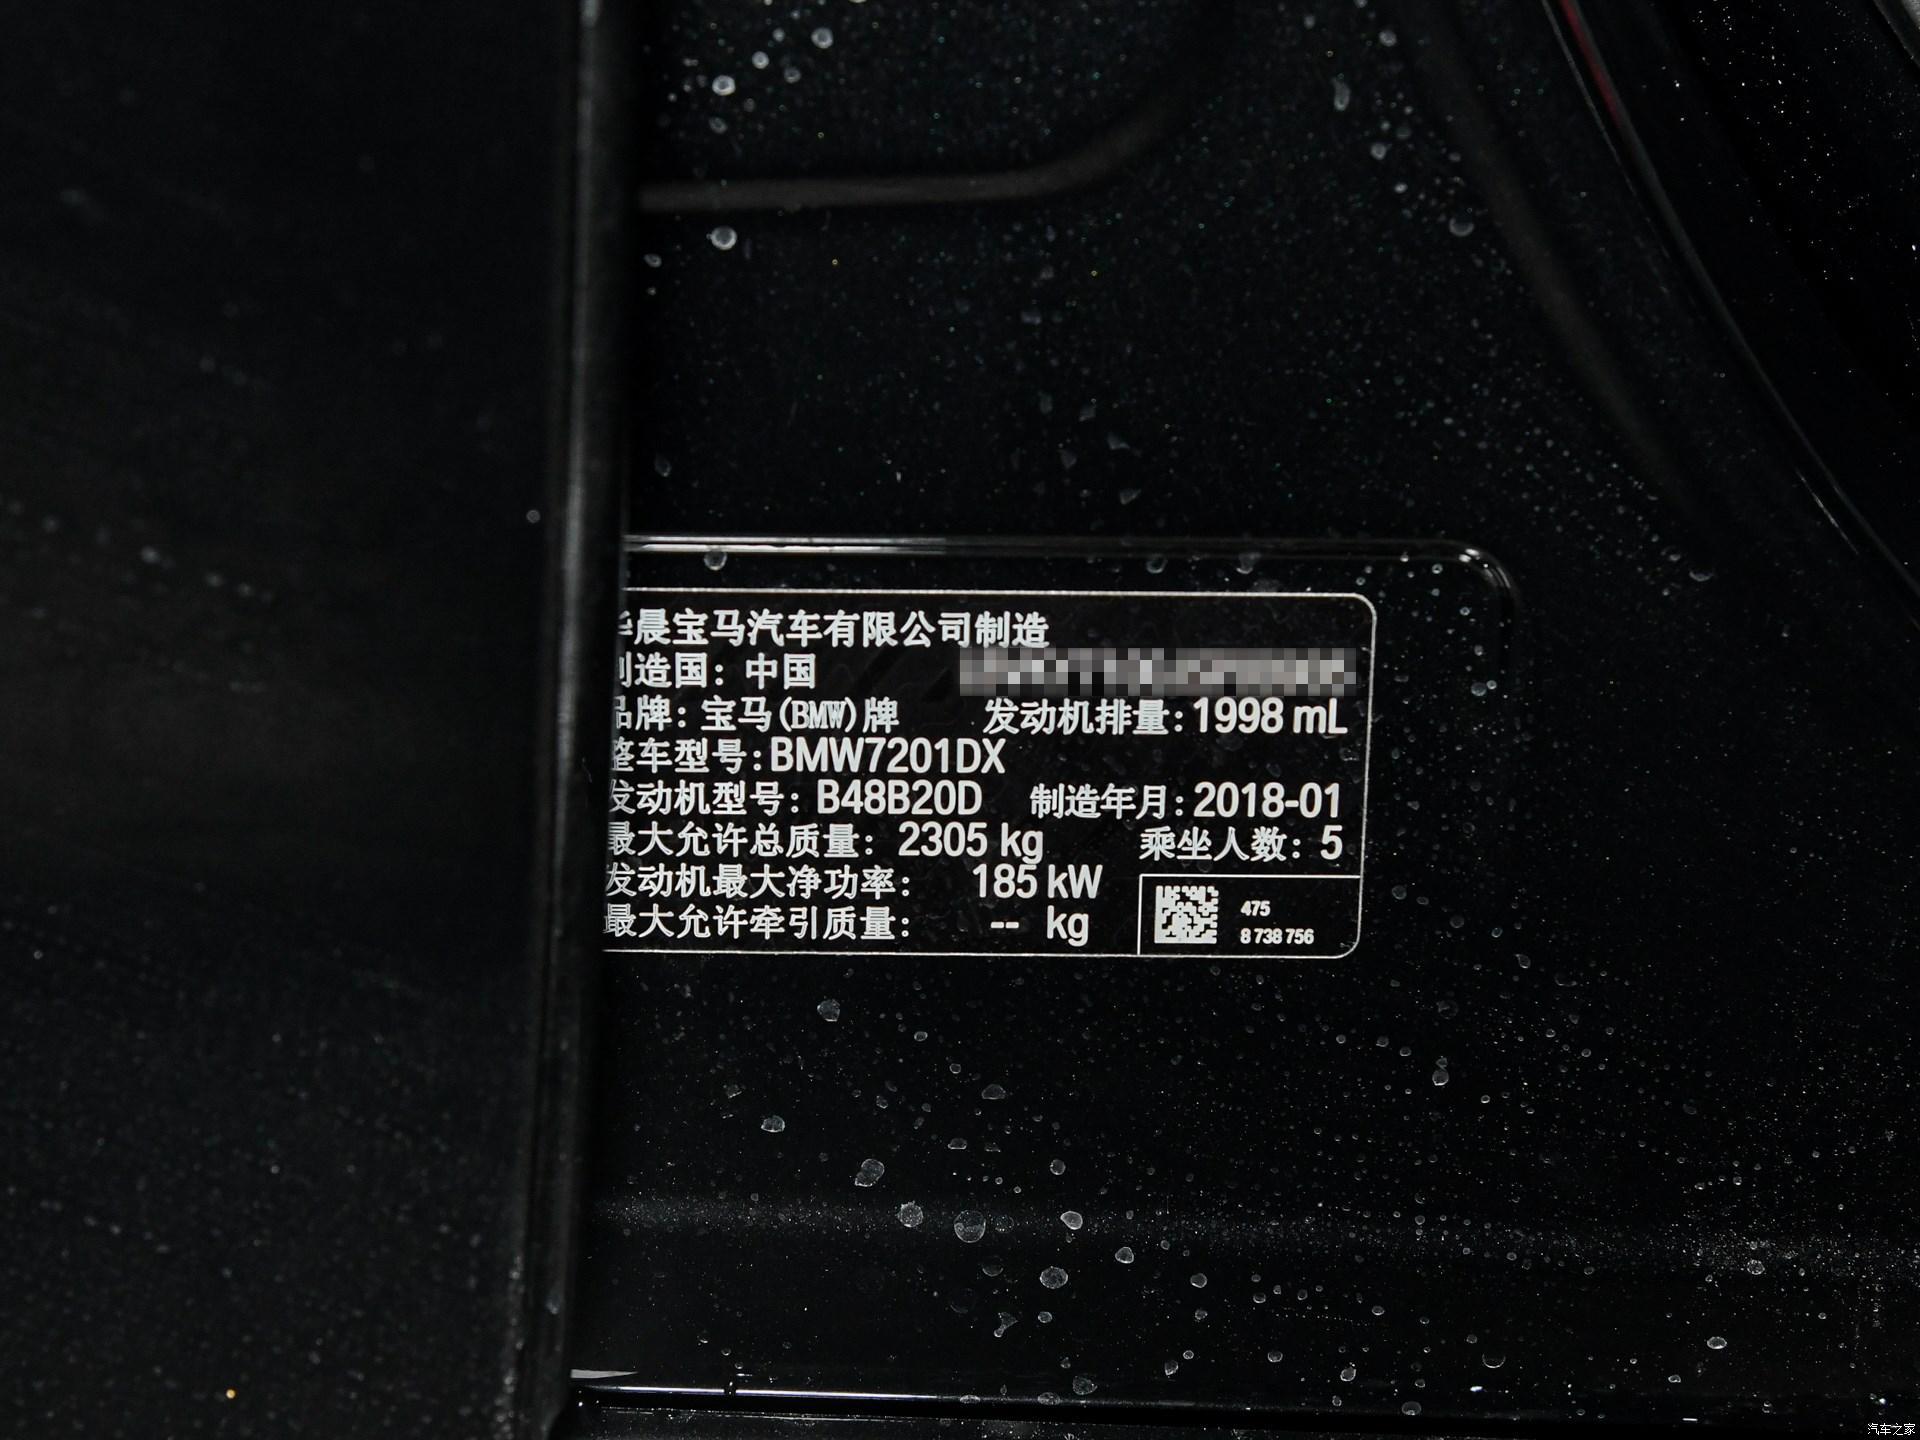 华晨宝马汽车有限公司制造
制造国：中国
品牌：宝马(BMW)牌 发动机排量：1998 mL
整车型号：BMW7201DX
发动机型号：B48B20D 制造年月：2018-01
最大允许总质量：2305 kg 乘坐人数：5
发动机最大净功率：185 kW
最大允许牵引质量：-- kg
475
8 738 756
汽车之家